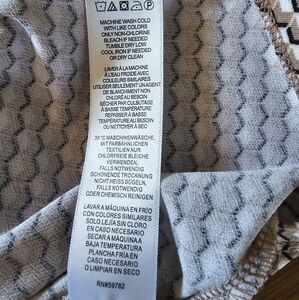 MACHINE WASH COLD
WITH LIKE COLORS
ONLY NON-CHLORINE
BLEACH IF NEEDED
TUMBLE DRY LOW
COOL IRON IF NEEDED
OR DRY CLEAN
LAVER À LA MACHINE
À L'EAU FROIDE AVEC
COULEURS SIMILAIRES
UTILISER SEULEMENT UN AGENT
DE BLANCHIMENT NON
CHLORÉ AU BESOIN
SÉCHER PAR CULBUTAGE
À BASSE TEMPÉRATURE
REPASSER À BASSE
TEMPÉRATURE AU BESOIN
OU NETTOYER À SEC
30°C MASCHINENWÄSCHE
MIT FARBÄHNLICHEN
TEXTILIEN NUR
CHLORFREIE BLEICHE
VERWENDEN,
FALLS NOTWENDIG
SCHONENDE TROCKNUNG
NICHT HEISS BÜGELN,
FALLS NOTWENDIG
ODER CHEMISCH REINIGEN
LAVAR A MÁQUINA EN FRÍO
CON COLORES SIMILARES
SOLO LEJÍA SIN CLORO
EN CASO NECESARIO
SECAR A MÁQUINA A
BAJA TEMPERATURA
PLANCHA FRÍA EN
CASO NECESARIO
O LIMPIAR EN SECO
RN#59782